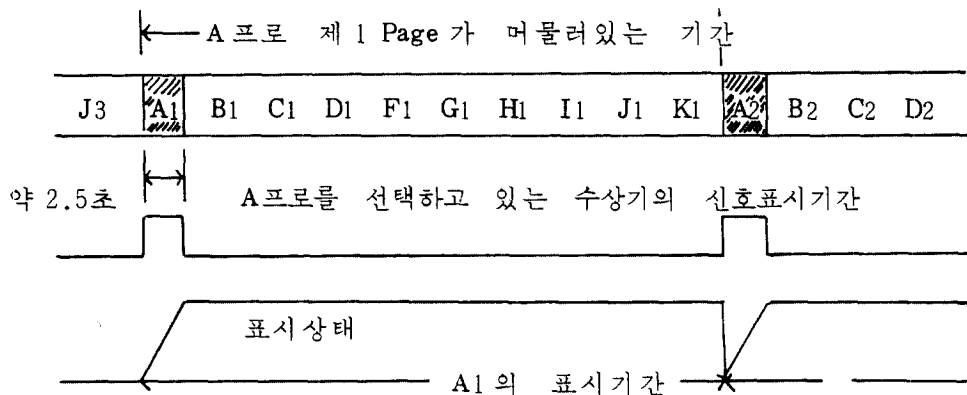 A프로 제 1 Page 가 머물러있는 기간
J3 A1 B1 C1 D1 F1 G1 H1 I1 J1 K1 A2 B2 C2 D2
약 2.5초 A프로를 선택하고 있는 수상기의 신호표시기간
표시상태
A1 의 표시기간